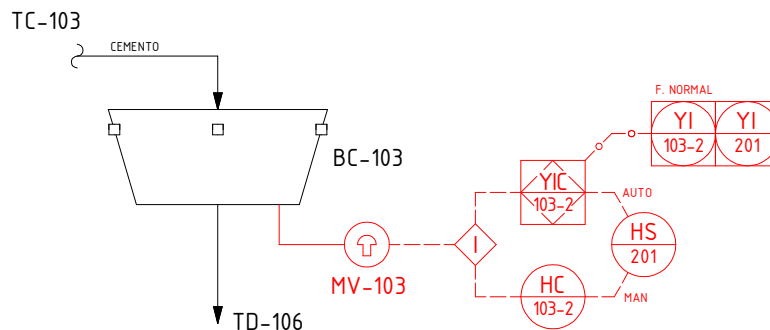 TC-103
CEMENTO
F. NORMAL
YI
103-2
YI
201
BC-103
YIC
103-2
AUTO
I
HS
201
MV-103
HC
103-2
MAN
TD-106